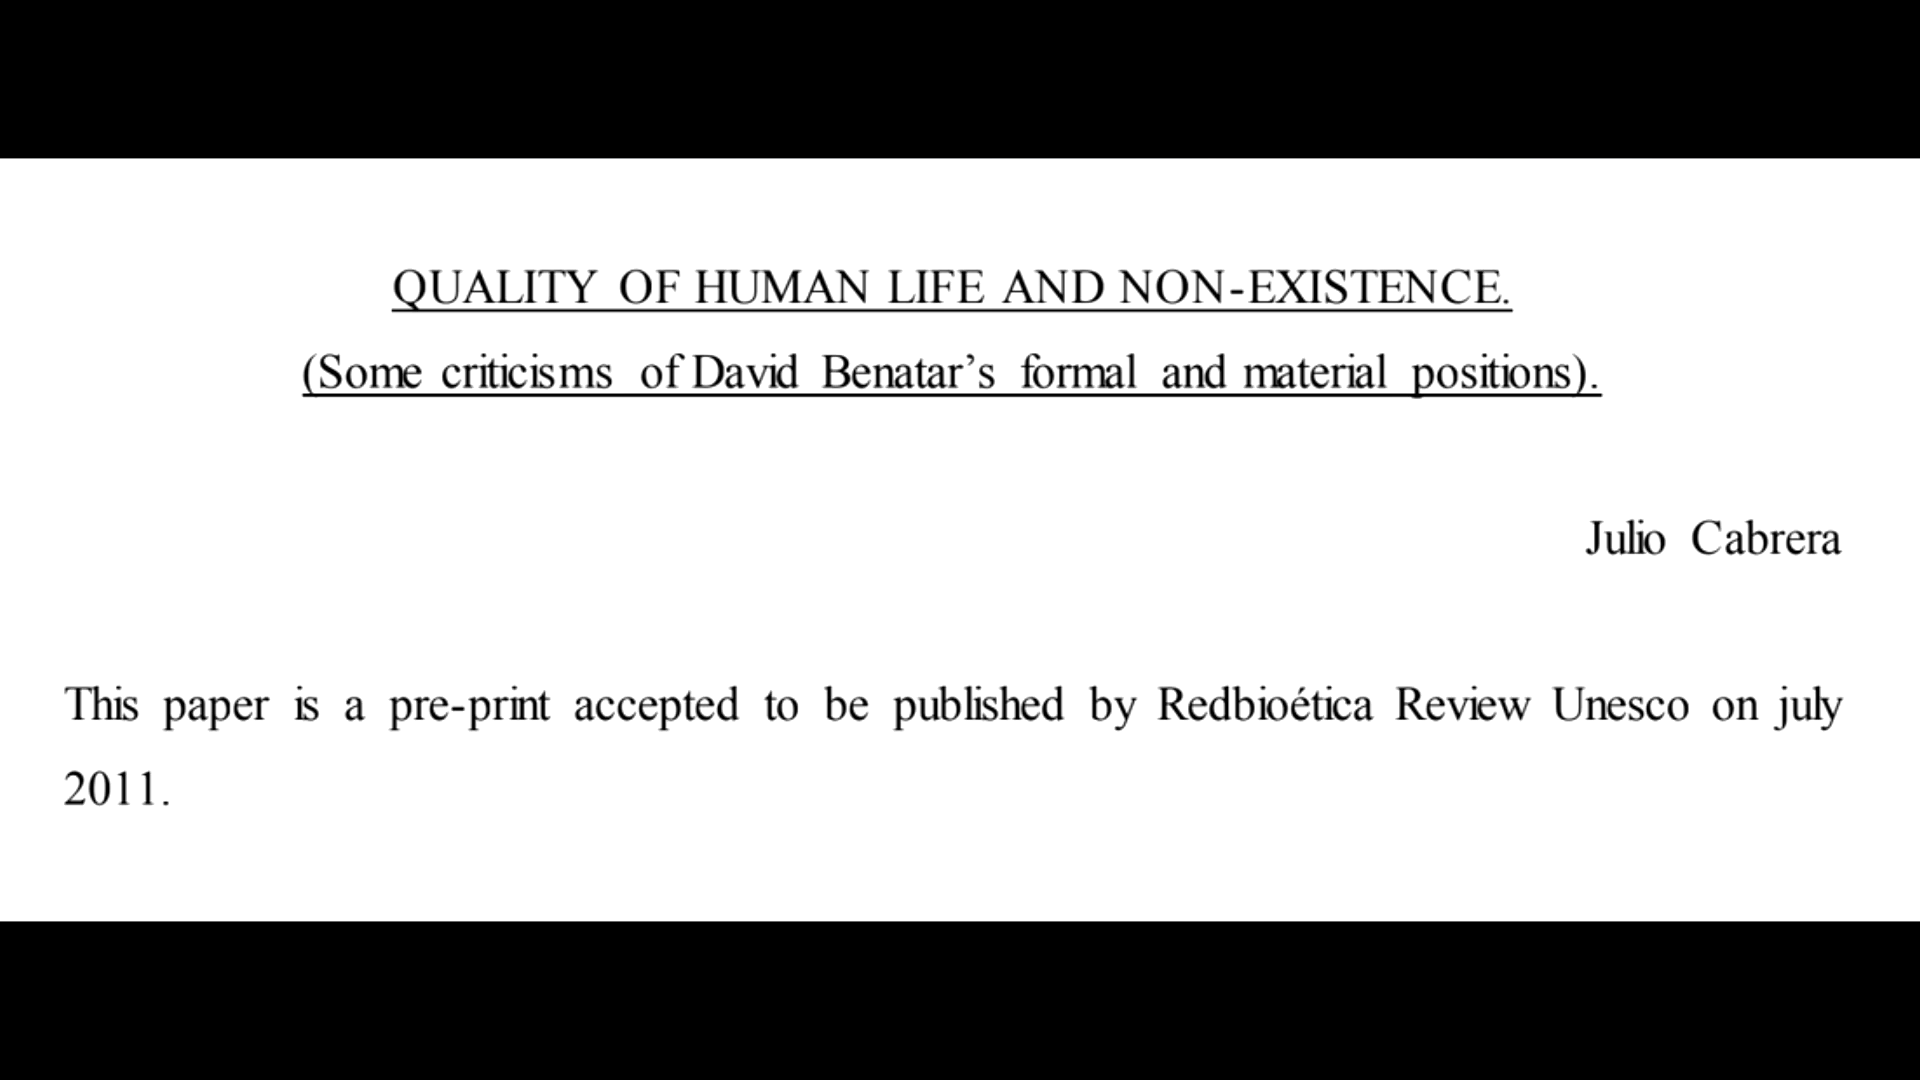 QUALITY OF HUMAN LIFE AND NON-EXISTENCE.
(Some criticisms of David Benatar’s formal and material positions).
Julio Cabrera
This paper is a pre-print accepted to be published by Redbioética Review Unesco on july
2011.